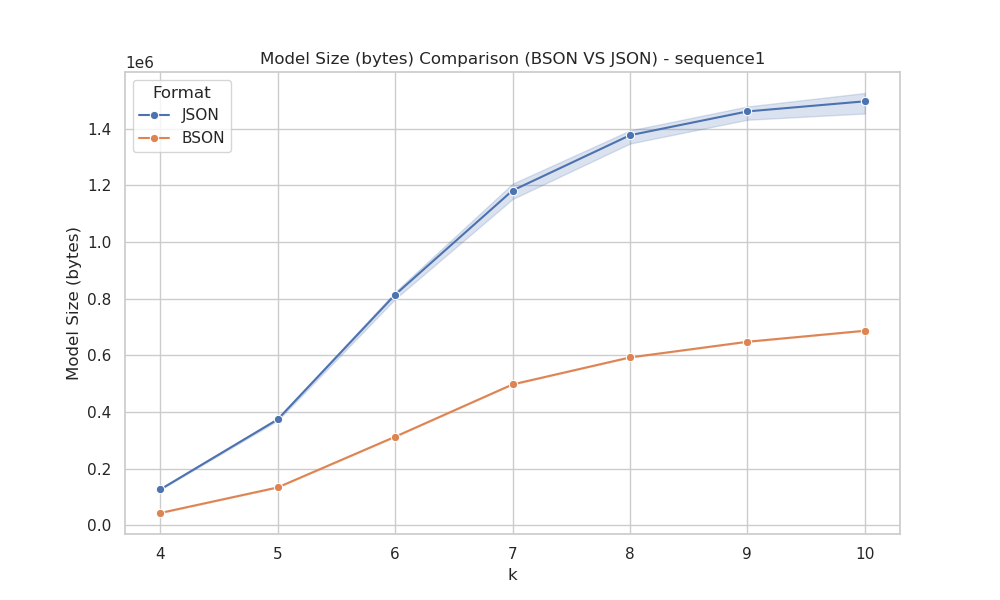 Model Size (bytes) Comparison (BSON VS JSON) - sequence1
1e6
Format
JSON
BSON
1.4
1.2
1.0
0.8
0.6
0.4
0.2
0.0
Model Size (bytes)
4 5 6 7 8 9 10
k